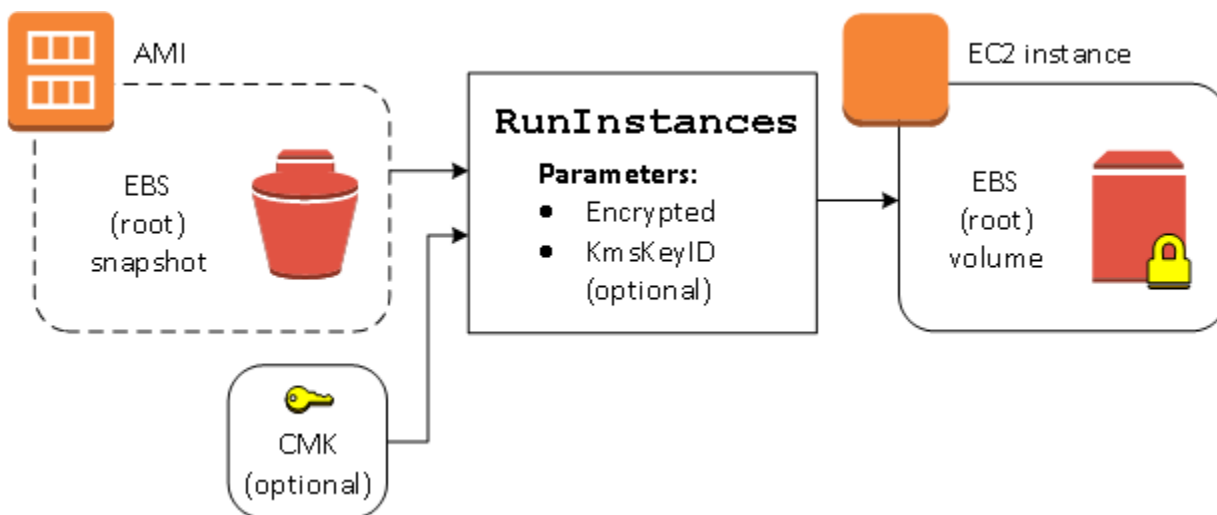 AMI
EBS
(root)
snapshot
CMK
(optional)
RunInstances
Parameters:
● Encrypted
● KmsKeyID
(optional)
EC2 instance
EBS
(root)
volume